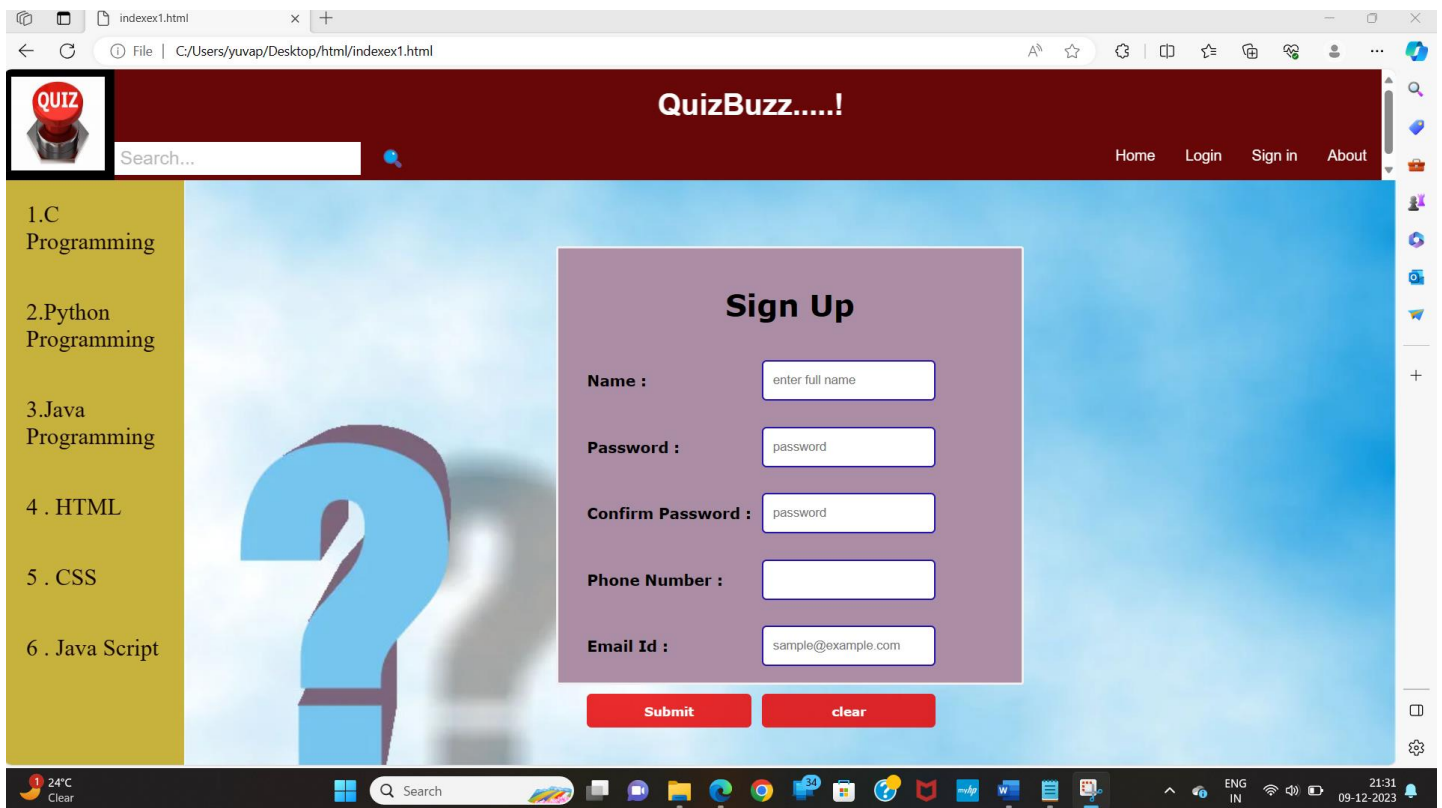 indexex1.html
File
C:/Users/yuvap/Desktop/html/indexex1.html
QUIZ
QuizBuzz.....!
Search...
Home Login Sign in About
1.C
Programming
2.Python
Programming
3.Java
Programming
4 . HTML
5 . CSS
6 . Java Script
Sign Up
Name : enter full name
Password : password
Confirm Password : password
Phone Number :
Email Id : sample@example.com
Submit clear
1
24°C
Clear
Search
34
myhp
ENG
IN
21:31
09-12-2023